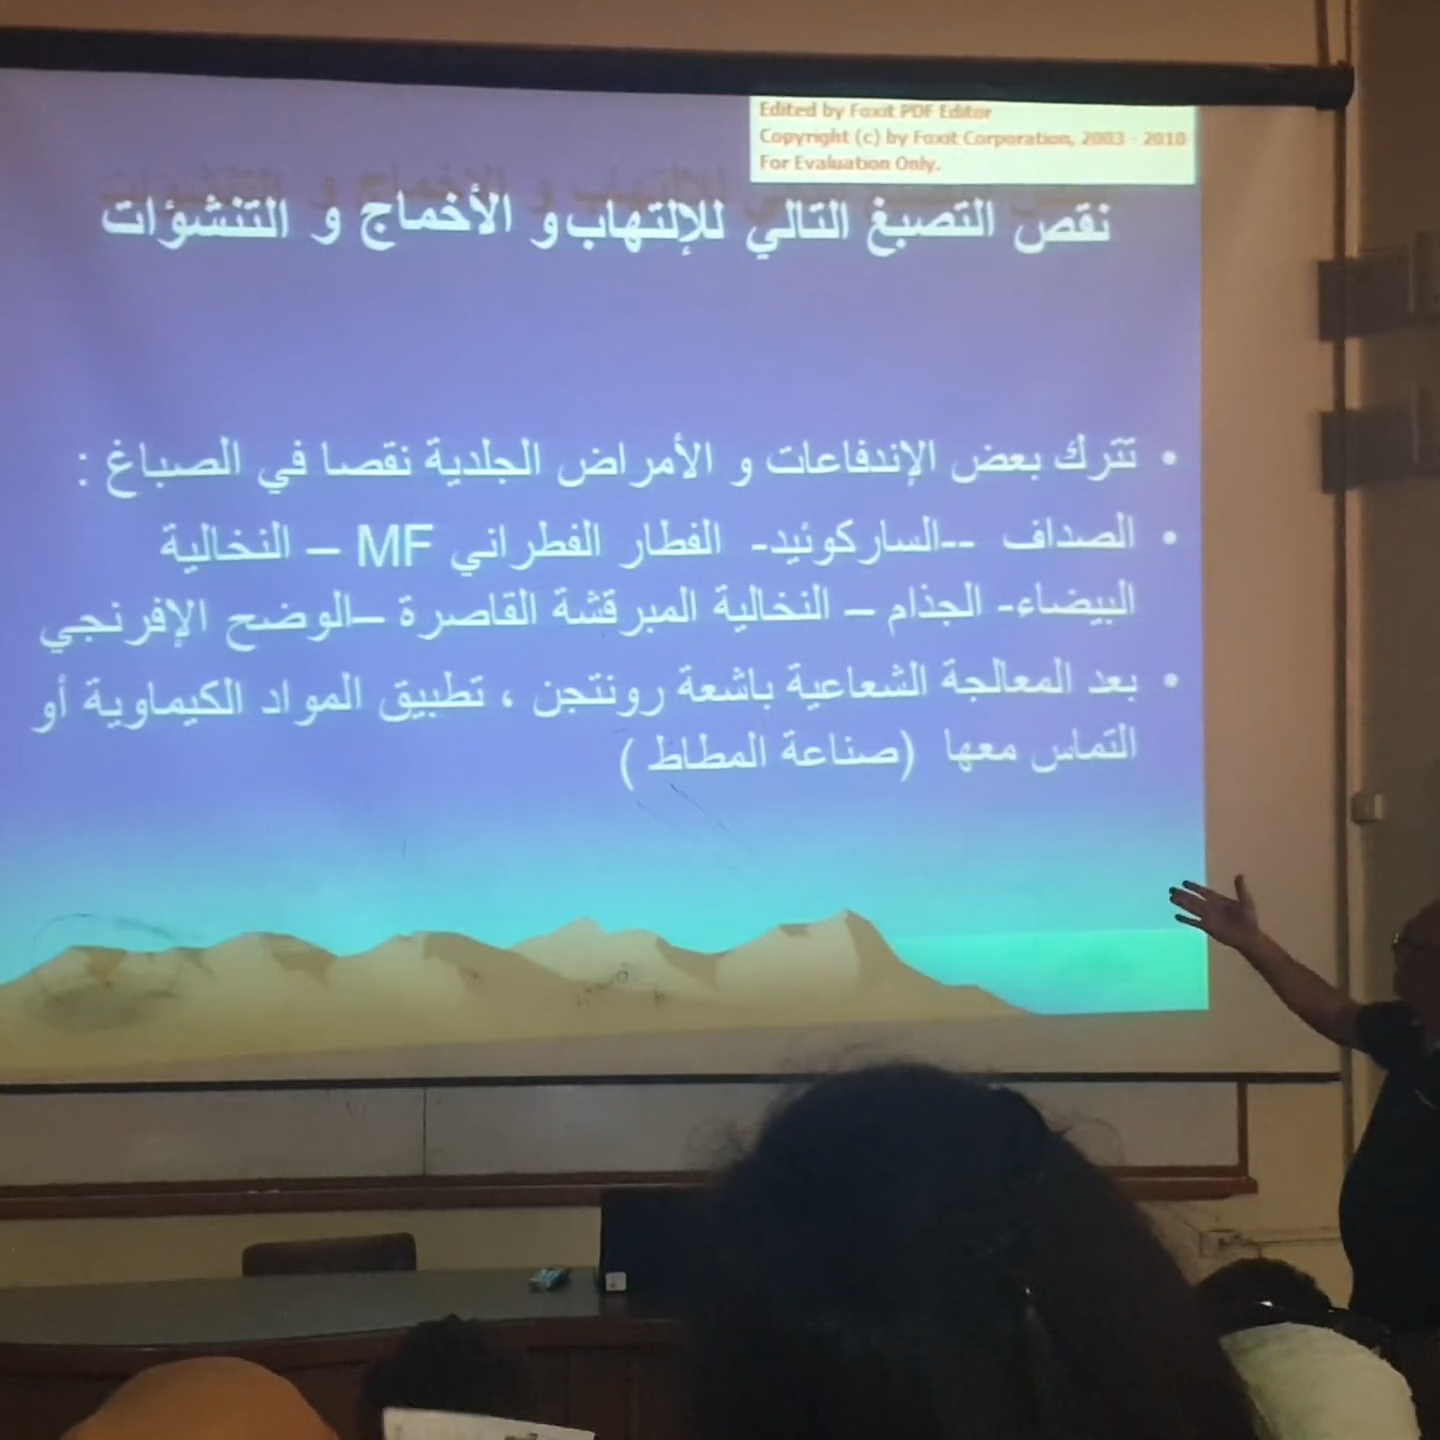 Edited by Foxit PDF Editor
Copyright (c) by Foxit Corporation, 2003 - 2010
For Evaluation Only.
نقص التصبغ التالي للإلتهاب و الأخماج و التنشؤات
• تترك بعض الإندفاعات و الأمراض الجلدية نقصا في الصباغ :
• الصداف --الساركوئيد- الفطار الفطراني MF – النخالية
البيضاء- الجذام – النخالية المبرقشة القاصرة –الوضح الإفرنجي
• بعد المعالجة الشعاعية باشعة رونتجن ، تطبيق المواد الكيماوية أو
التماس معها (صناعة المطاط )